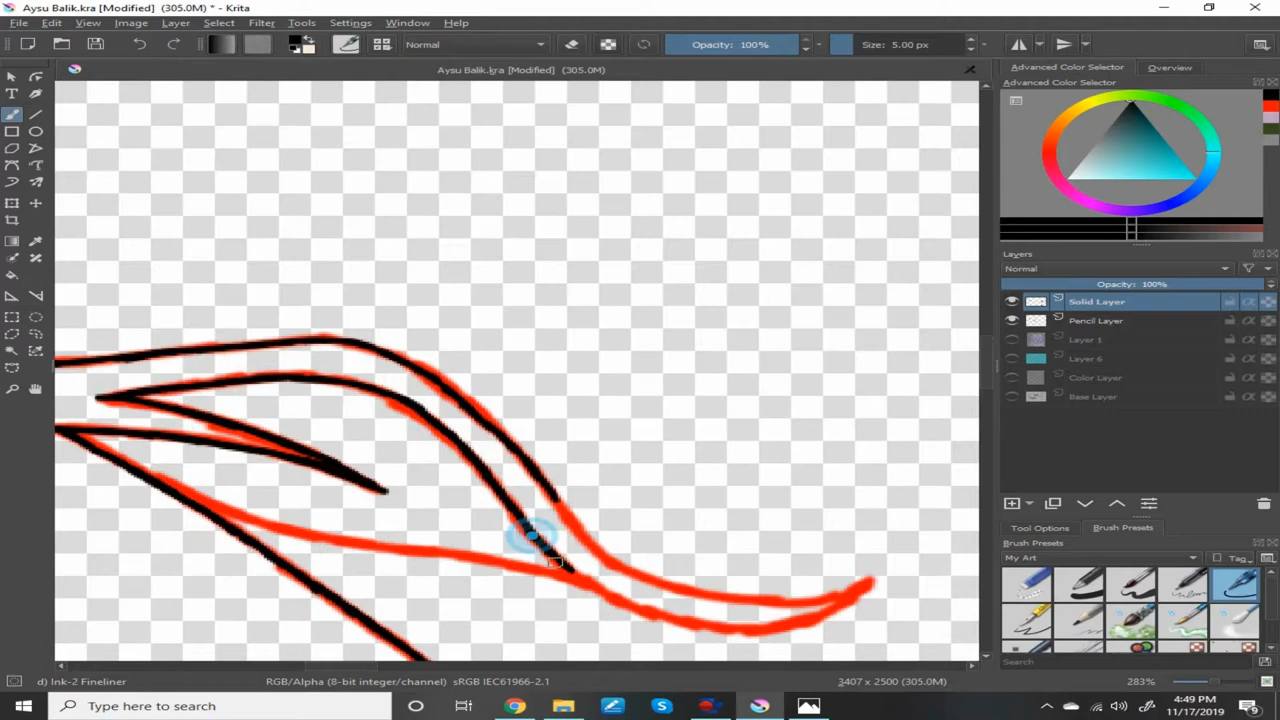 Aysu Balik.kra [Modified] (305.0M) * - Krita
File Edit View Image Layer Select Filter Tools Settings Window Help
Normal Opacity: 100% Size: 5.00 px
Aysu Balik.kra [Modified] (305.0M)
Advanced Color Selector Overview
Advanced Color Selector
Layers
Normal
Opacity: 100%
Solid Layer
Pencil Layer
Layer 1
Layer 6
Color Layer
Base Layer
Tool Options Brush Presets
Brush Presets
My Art Tag
Search
d) Ink-2 Fineliner RGB/Alpha (8-bit integer/channel) sRGB IEC61966-2.1 3407 x 2500 (305.0M) 283%
Type here to search
4:49 PM
11/17/2019
9